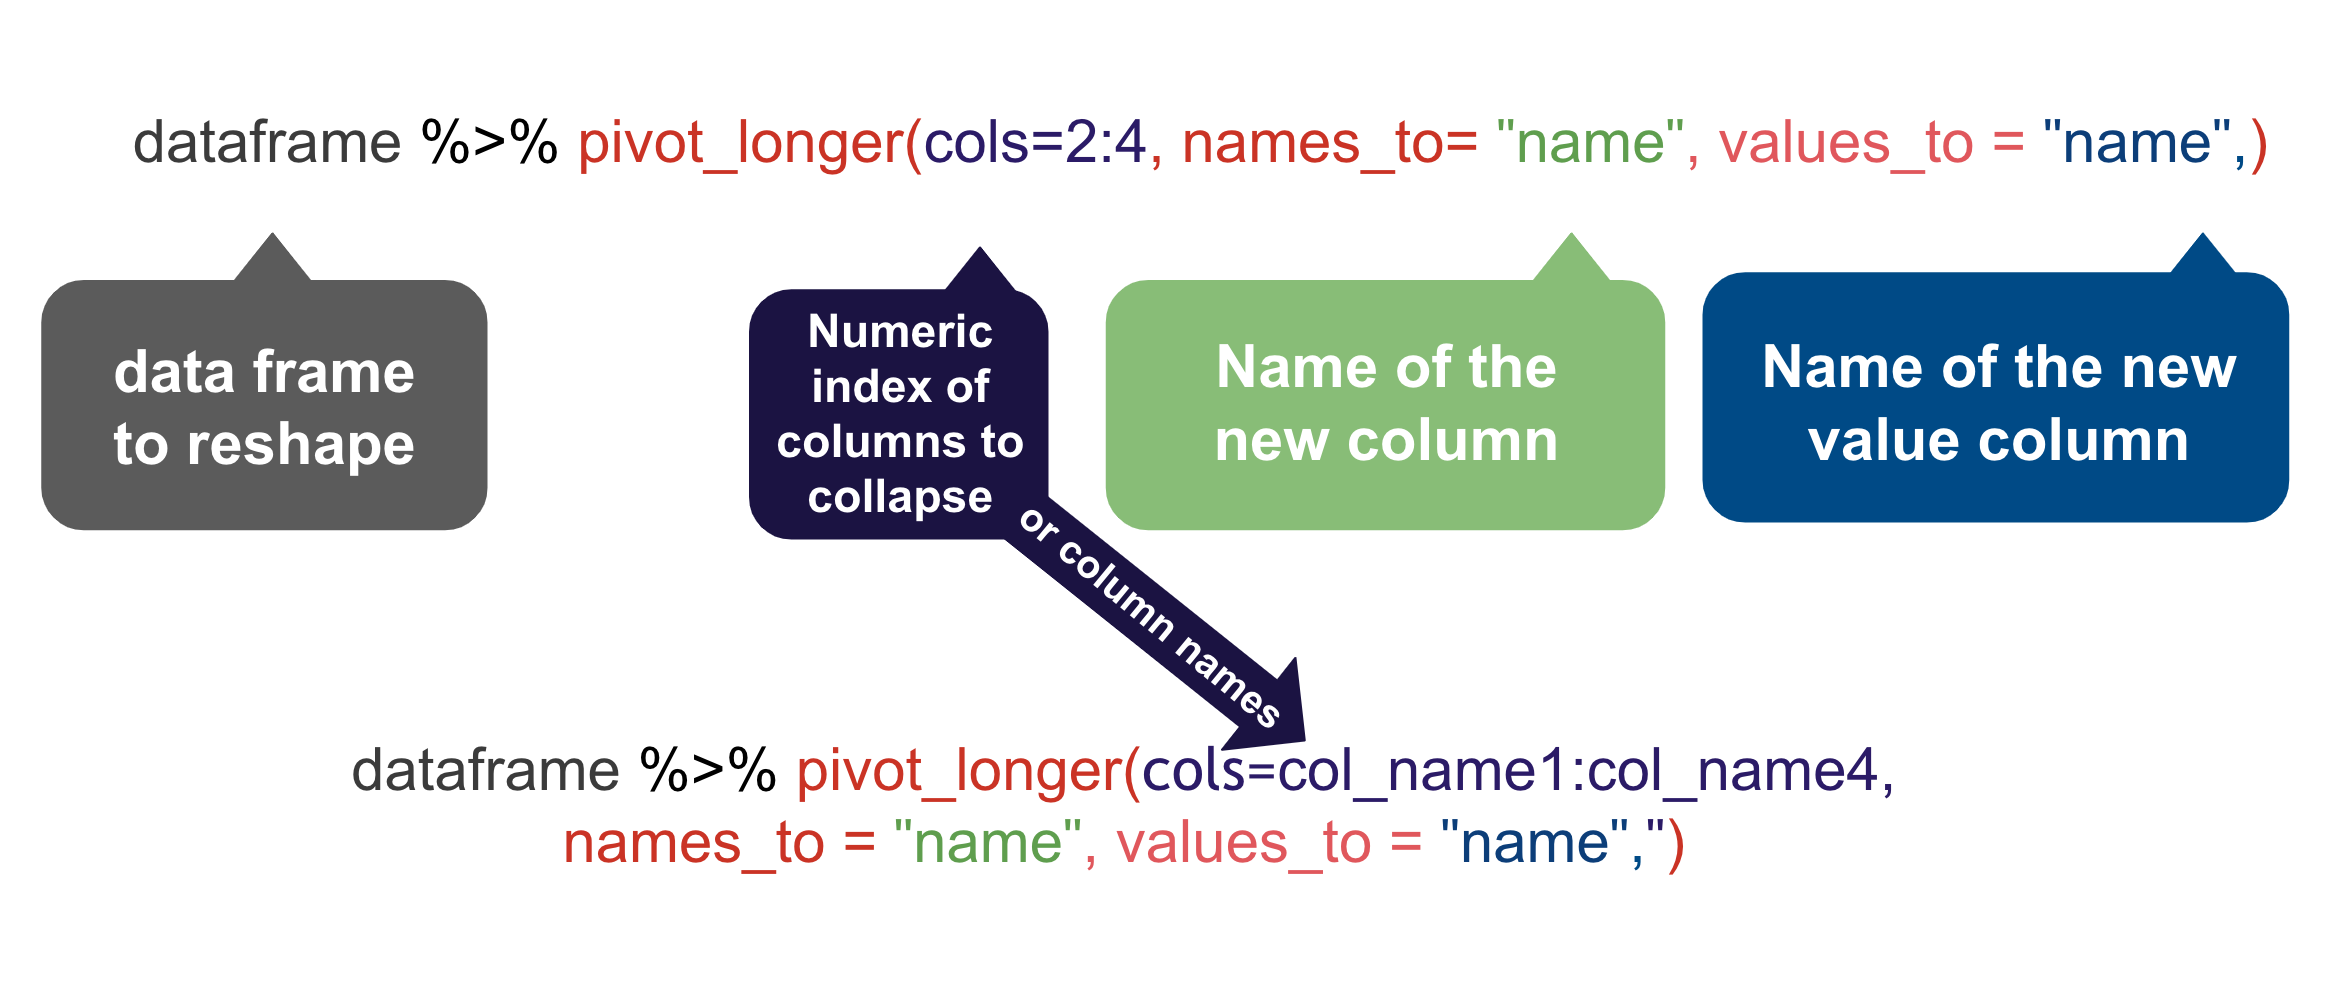 dataframe %>% pivot_longer(cols=2:4, names_to= "name", values_to = "name",)
data frame
to reshape
Numeric
index of
columns to
collapse
or column names
Name of the
new column
Name of the new
value column
dataframe %>% pivot_longer(cols=col_name1:col_name4,
names_to = "name", values_to = "name",")